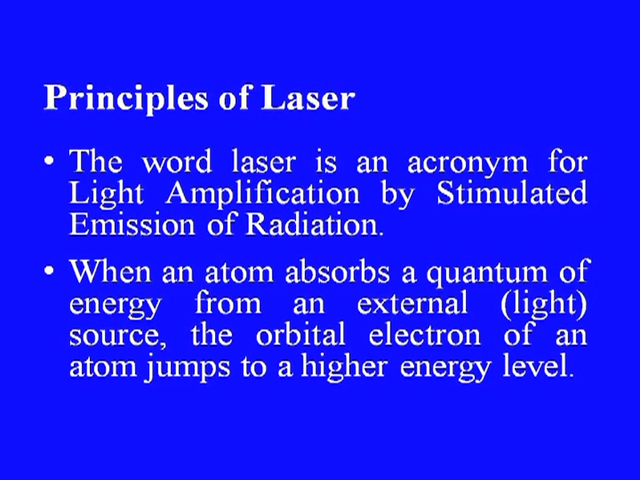 Principles of Laser
• The word laser is an acronym for
Light Amplification by Stimulated
Emission of Radiation.
• When an atom absorbs a quantum of
energy from an external (light)
source, the orbital electron of an
atom jumps to a higher energy level.